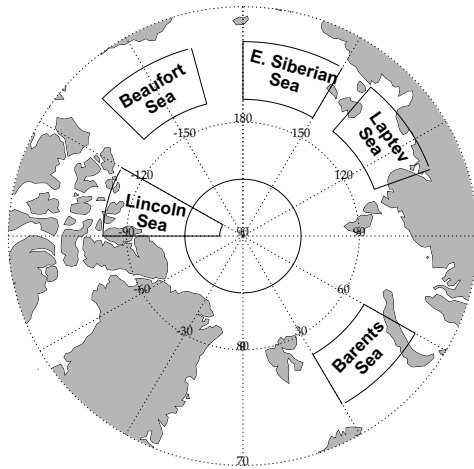 E. Siberian
Sea
Beaufort
Sea
Laptev
Sea
180
-150
150
-120
120
Lincoln
Sea
-90
90
90
-60
60
-30
30
Barents
Sea
70